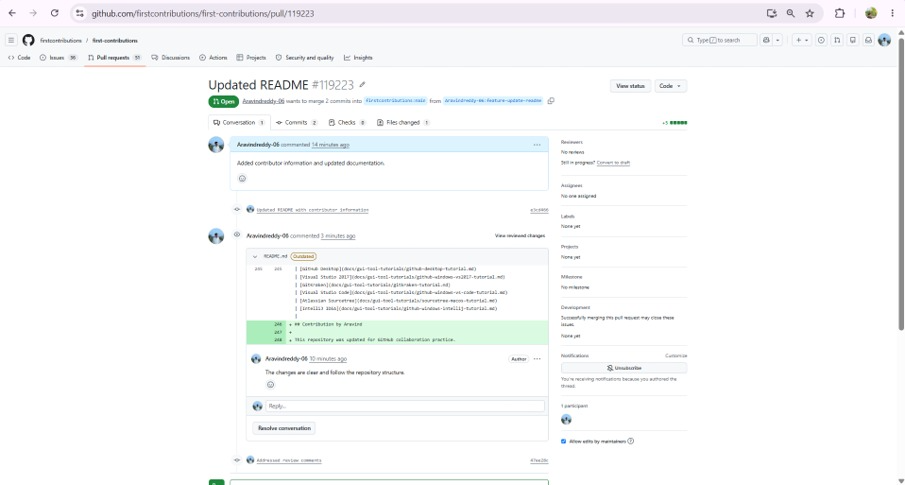 github.com/firstcontributions/first-contributions/pull/119223
firstcontributions / first-contributions
Type / to search
Code
Issues 36
Pull requests 51
Discussions
Actions
Projects
Security and quality
Insights
Updated README #119223
View status
Code
Open
Aravindreddy-06 wants to merge 2 commits into firstcontributions:main from Aravindreddy-06:feature-update-readme
Conversation 1
Commits 2
Checks 0
Files changed 1
+5
Aravindreddy-06 commented 14 minutes ago
Added contributor information and updated documentation.
Updated README with contributor information
Aravindreddy-06 commented 3 minutes ago
View reviewed changes
README.md Outdated
| [GitHub Desktop](docs/gui-tool-tutorials/github-desktop-tutorial.md)
| [Visual Studio 2017](docs/gui-tool-tutorials/github-windows-vs2017-tutorial.md)
| [GitKraken](docs/gui-tool-tutorials/gitkraken-tutorial.md)
| [Visual Studio Code](docs/gui-tool-tutorials/github-windows-vs-code-tutorial.md)
| [Atlassian Sourcetree](docs/gui-tool-tutorials/sourcetree-macos-tutorial.md)
| [IntelliJ IDEA](docs/gui-tool-tutorials/github-windows-intellij-tutorial.md)
|
246 + ## Contribution by Aravind
247 +
248 + This repository was updated for GitHub collaboration practice.
Aravindreddy-06 10 minutes ago
Author
The changes are clear and follow the repository structure.
Reply...
Resolve conversation
Addressed review comments
Reviewers
No reviews
Still in progress? Convert to draft
Assignees
No one assigned
Labels
None yet
Projects
None yet
Milestone
No milestone
Development
Successfully merging this pull request may close these
issues.
None yet
Notifications
Customize
Unsubscribe
You're receiving notifications because you authored the
thread.
1 participant
Allow edits by maintainers